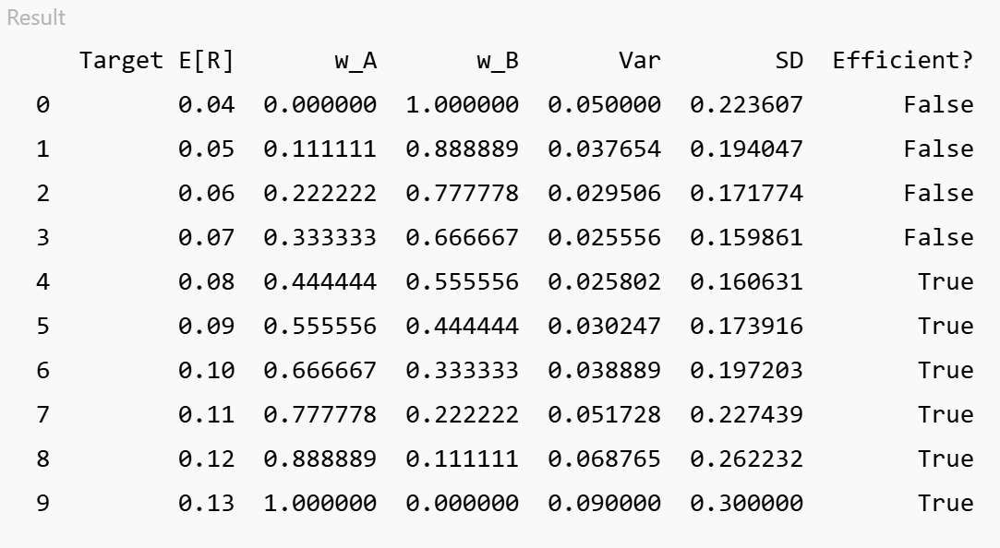 Result
Target E[R] w_A w_B Var SD Efficient?
0 0.04 0.000000 1.000000 0.050000 0.223607 False
1 0.05 0.111111 0.888889 0.037654 0.194047 False
2 0.06 0.222222 0.777778 0.029506 0.171774 False
3 0.07 0.333333 0.666667 0.025556 0.159861 False
4 0.08 0.444444 0.555556 0.025802 0.160631 True
5 0.09 0.555556 0.444444 0.030247 0.173916 True
6 0.10 0.666667 0.333333 0.038889 0.197203 True
7 0.11 0.777778 0.222222 0.051728 0.227439 True
8 0.12 0.888889 0.111111 0.068765 0.262232 True
9 0.13 1.000000 0.000000 0.090000 0.300000 True